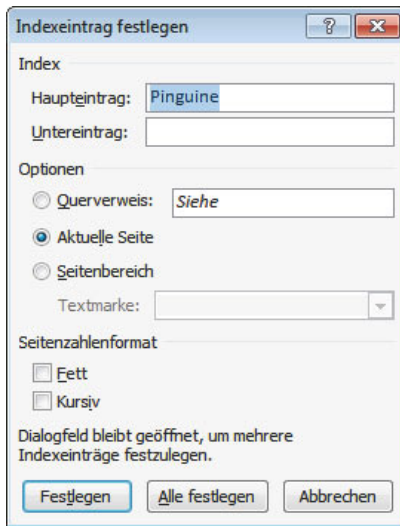 Indexeintrag festlegen
Index
Haupteintrag: Pinguine
Untereintrag:
Optionen
Querverweis: Siehe
Aktuelle Seite
Seitenbereich
Textmarke:
Seitenzahlenformat
Fett
Kursiv
Dialogfeld bleibt geöffnet, um mehrere
Indexeinträge festzulegen.
Festlegen Alle festlegen Abbrechen